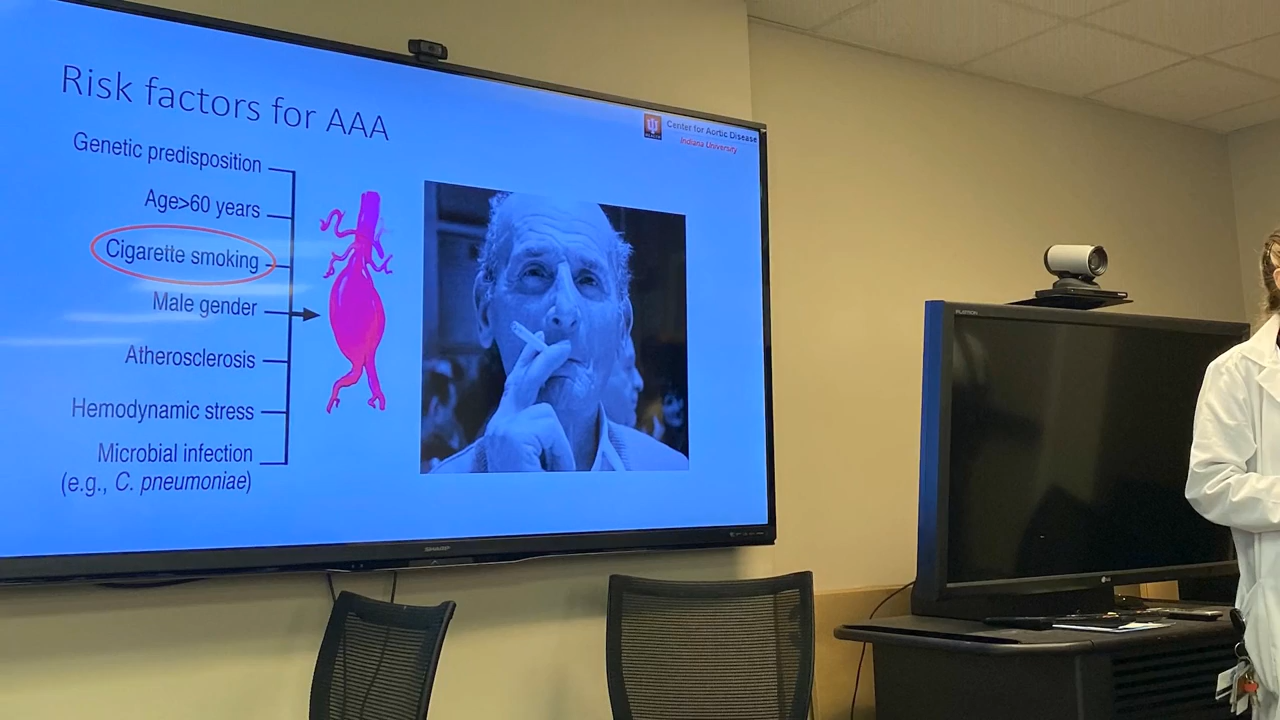 Risk factors for AAA
Center for Aortic Disease
Indiana University
Genetic predisposition
Age>60 years
Cigarette smoking
Male gender
Atherosclerosis
Hemodynamic stress
Microbial infection
(e.g., C. pneumoniae)
SHARP
LG